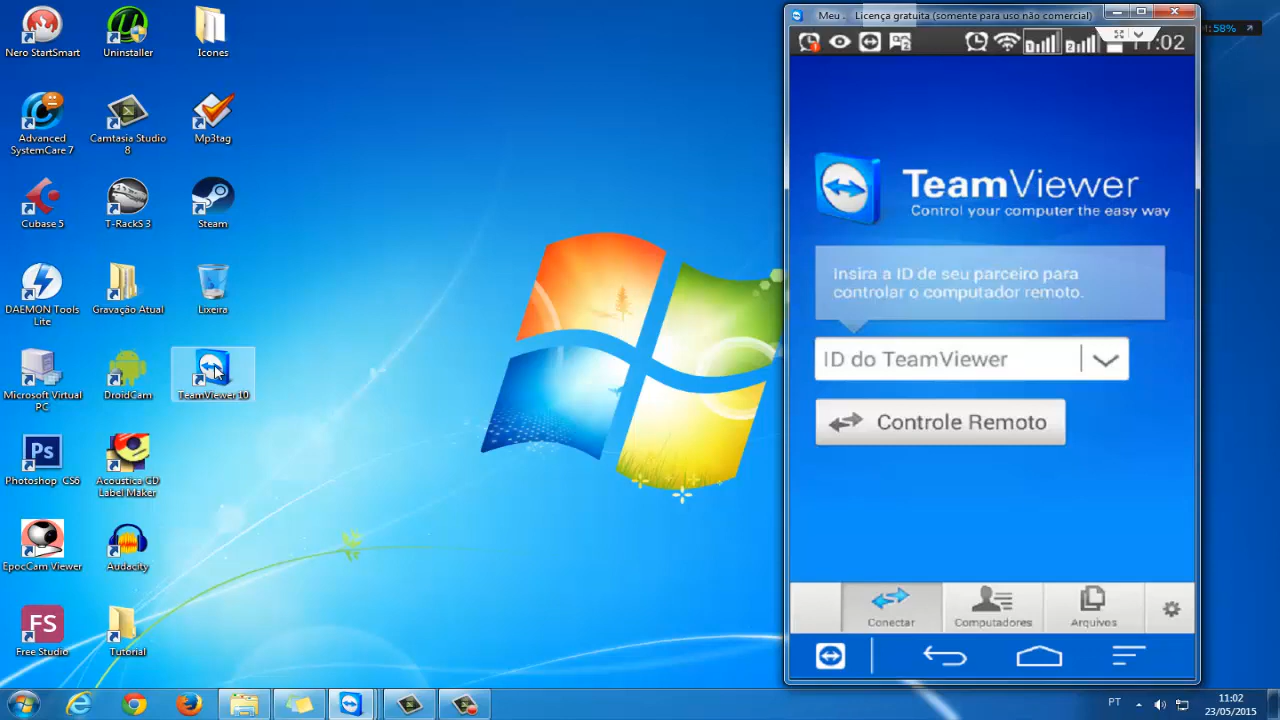 Nero StartSmart
Uninstaller
Icones
Advanced
SystemCare 7
Camtasia Studio
8
Mp3tag
Cubase 5
T-RackS 3
Steam
DAEMON Tools
Lite
Gravação Atual
Lixeira
Microsoft Virtual
PC
DroidCam
TeamViewer 10
Ps
Photoshop CS6
Acoustica CD
Label Maker
EpocCam Viewer
Audacity
FS
Free Studio
Tutorial
Meu . Licença gratuita (somente para uso não comercial)
58%
11:02
TeamViewer
Control your computer the easy way
Insira a ID de seu parceiro para
controlar o computador remoto.
ID do TeamViewer
Controle Remoto
Conectar
Computadores
Arquivos
PT
11:02
23/05/2015